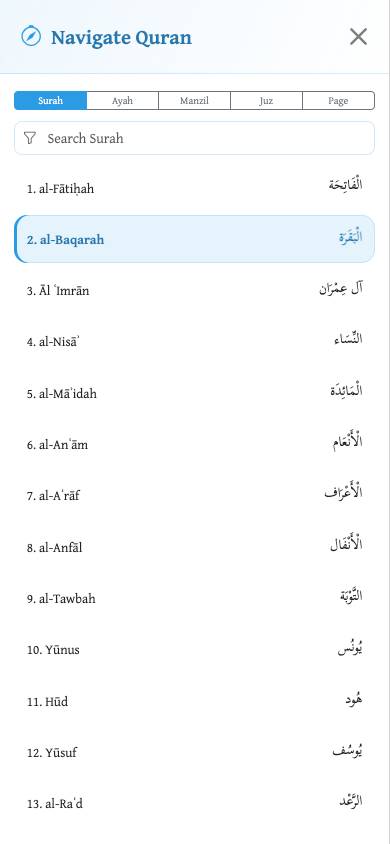 Navigate Quran
Surah Ayah Manzil Juz Page
Search Surah
1. al-Fātiḥah الْفَاتِحَة
2. al-Baqarah الْبَقَرَة
3. Āl ʿImrān آل عِمْرَان
4. al-Nisāʾ النِّسَاء
5. al-Māʾidah الْمَائِدَة
6. al-Anʿām الْأَنْعَام
7. al-Aʿrāf الْأَعْرَاف
8. al-Anfāl الْأَنْفَال
9. al-Tawbah التَّوْبَة
10. Yūnus يُونُس
11. Hūd هُود
12. Yūsuf يُوسُف
13. al-Raʿd الرَّعْد